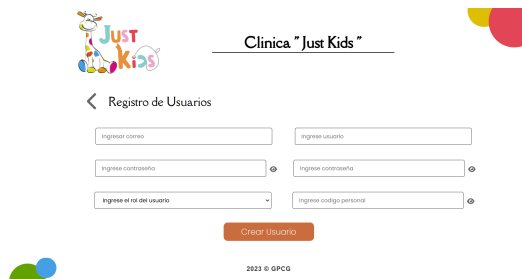 Just
Kids
Clinica "Just Kids"
Registro de Usuarios
Ingresar correo
Ingrese usuario
Ingrese contraseña
Ingrese contraseña
Ingrese el rol del usuario
Ingrese codigo personal
Crear Usuario
2023 © GPCG